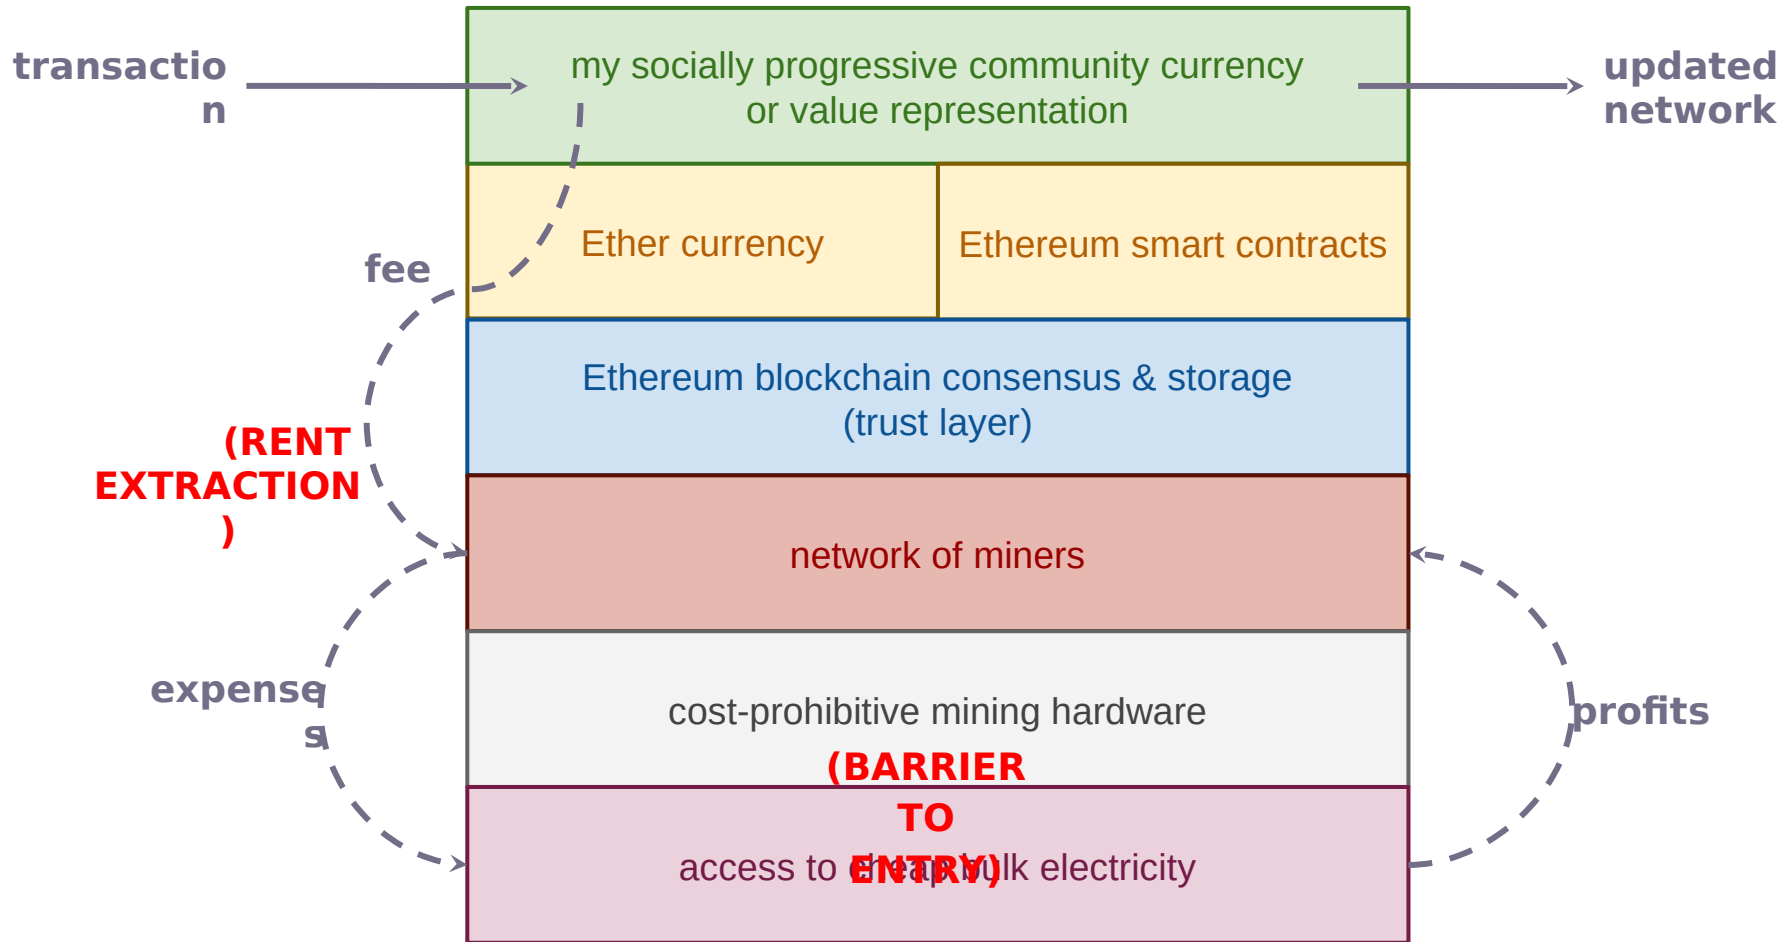 transactio
n
my socially progressive community currency
or value representation
updated
network
Ether currency
Ethereum smart contracts
fee
Ethereum blockchain consensus & storage
(trust layer)
(RENT
EXTRACTION
)
network of miners
expense
s
cost-prohibitive mining hardware
profits
(BARRIER
TO
ENTRY)
access to cheap bulk electricity